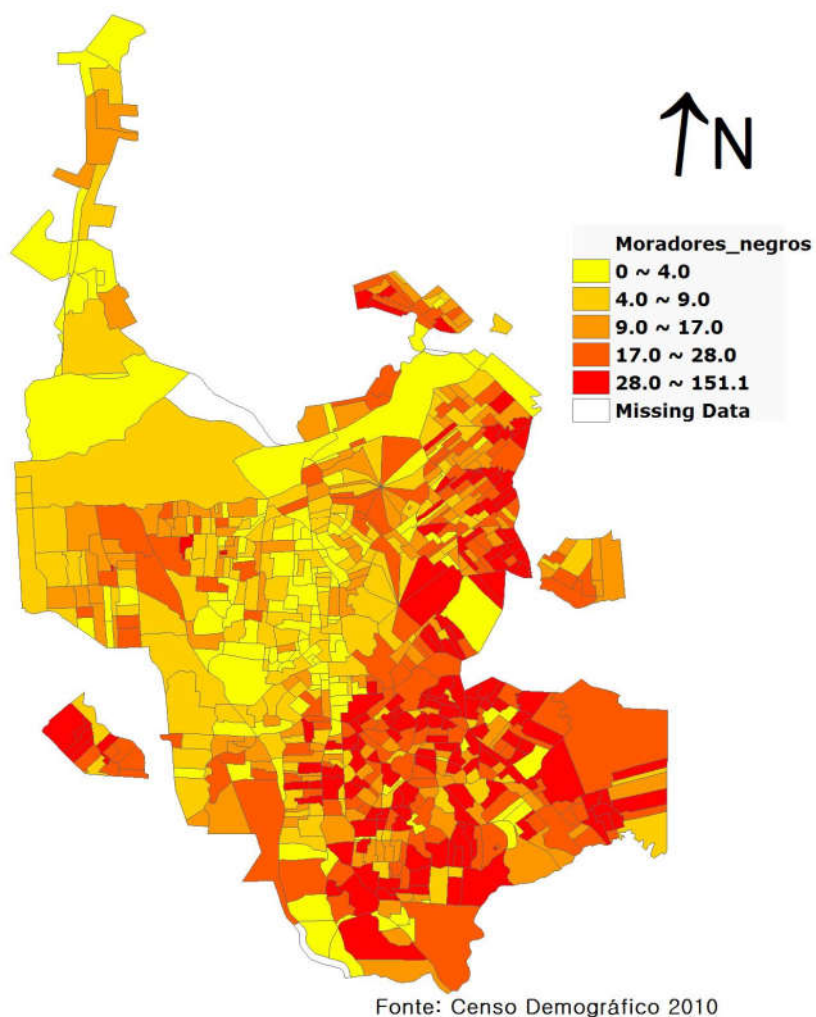 N
Moradores_negros
0 ~ 4.0
4.0 ~ 9.0
9.0 ~ 17.0
17.0 ~ 28.0
28.0 ~ 151.1
Missing Data
Fonte: Censo Demográfico 2010